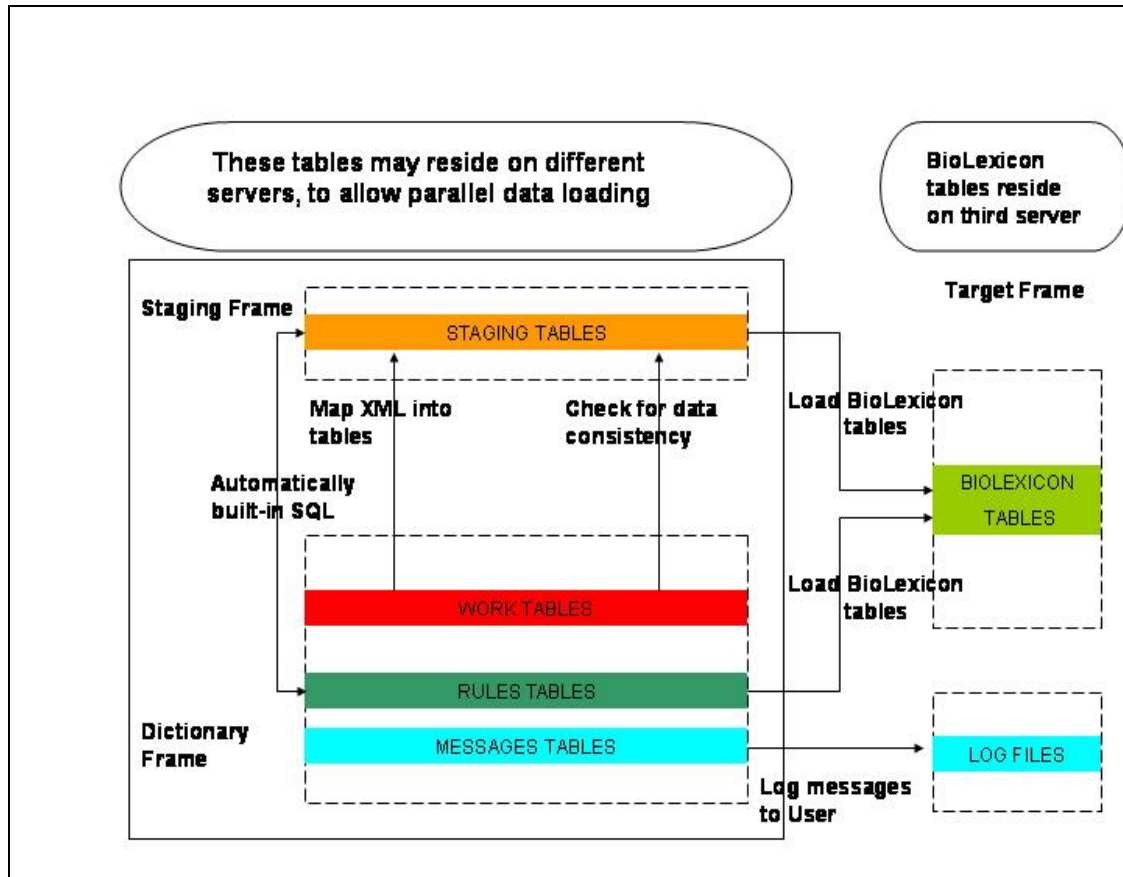 These tables may reside on different
servers, to allow parallel data loading
BioLexicon
tables reside
on third server
Staging Frame
STAGING TABLES
Target Frame
Map XML into
tables
Check for data
consistency
Load BioLexicon
tables
Automatically
built-in SQL
BIOLEXICON
TABLES
WORK TABLES
Load BioLexicon
tables
RULES TABLES
Dictionary
Frame
MESSAGES TABLES
LOG FILES
Log messages
to User